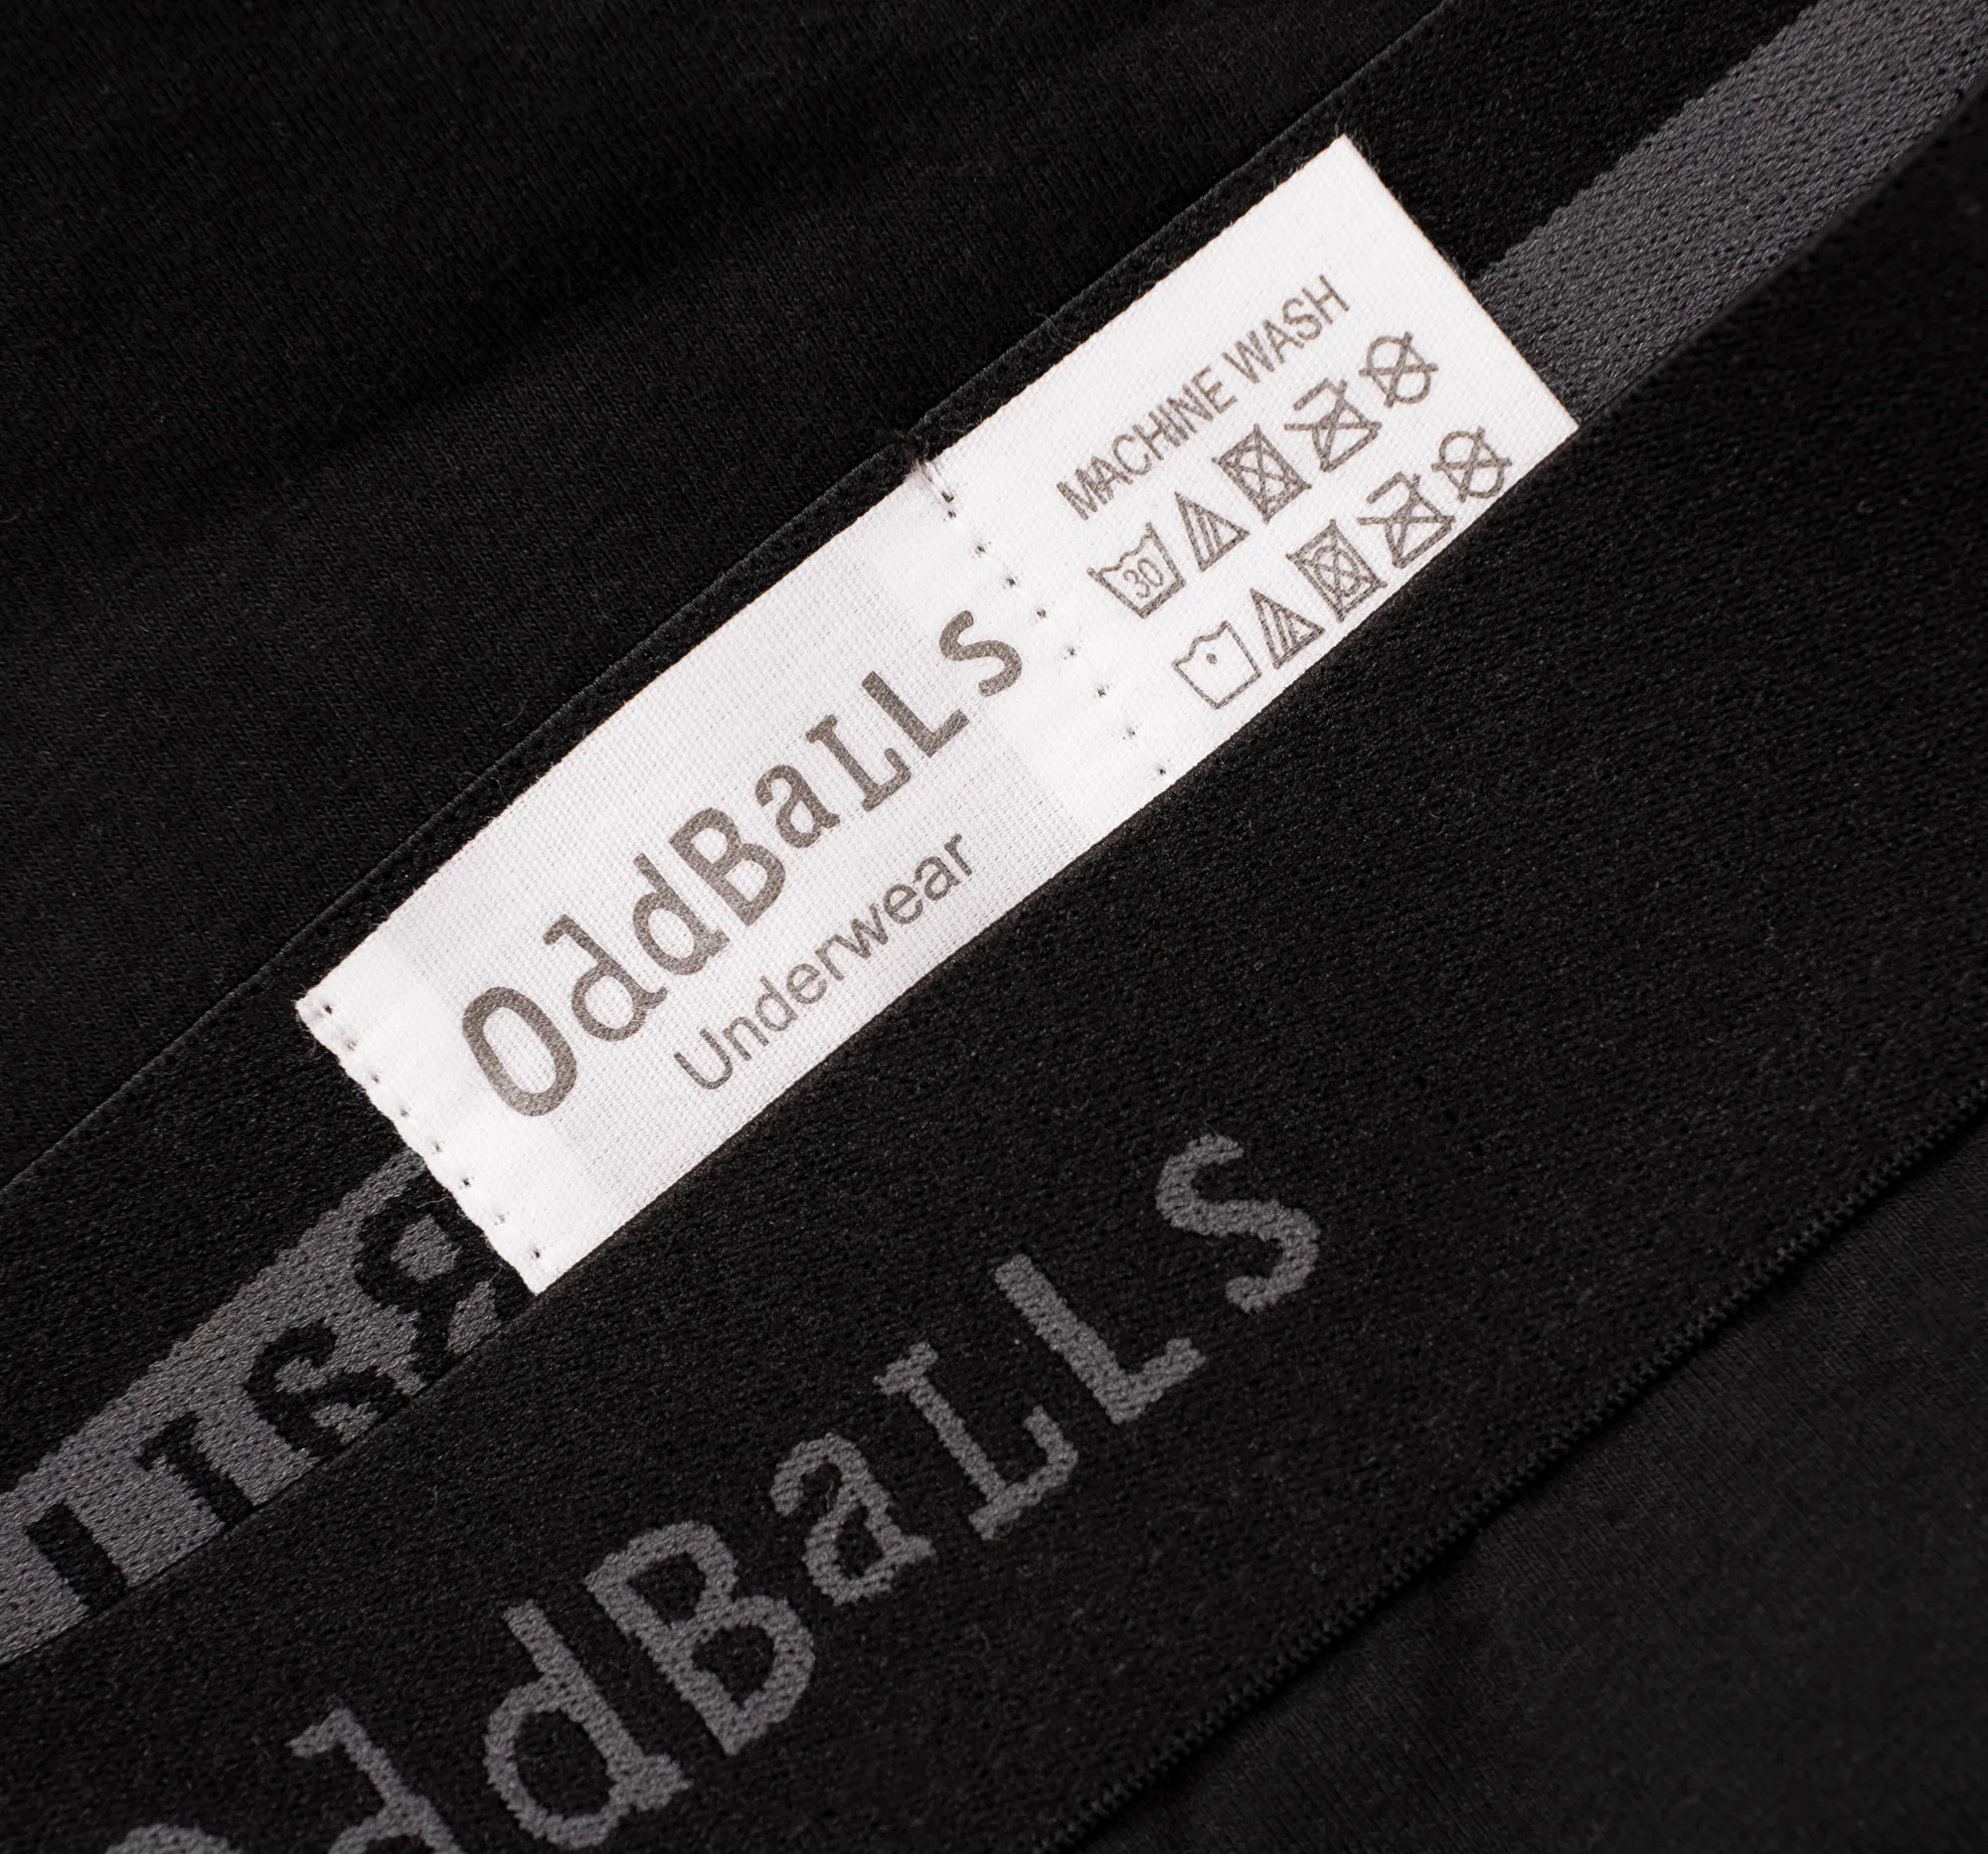 MACHINE WASH
30
OddBaLLs
Underwear
OddBaLLs